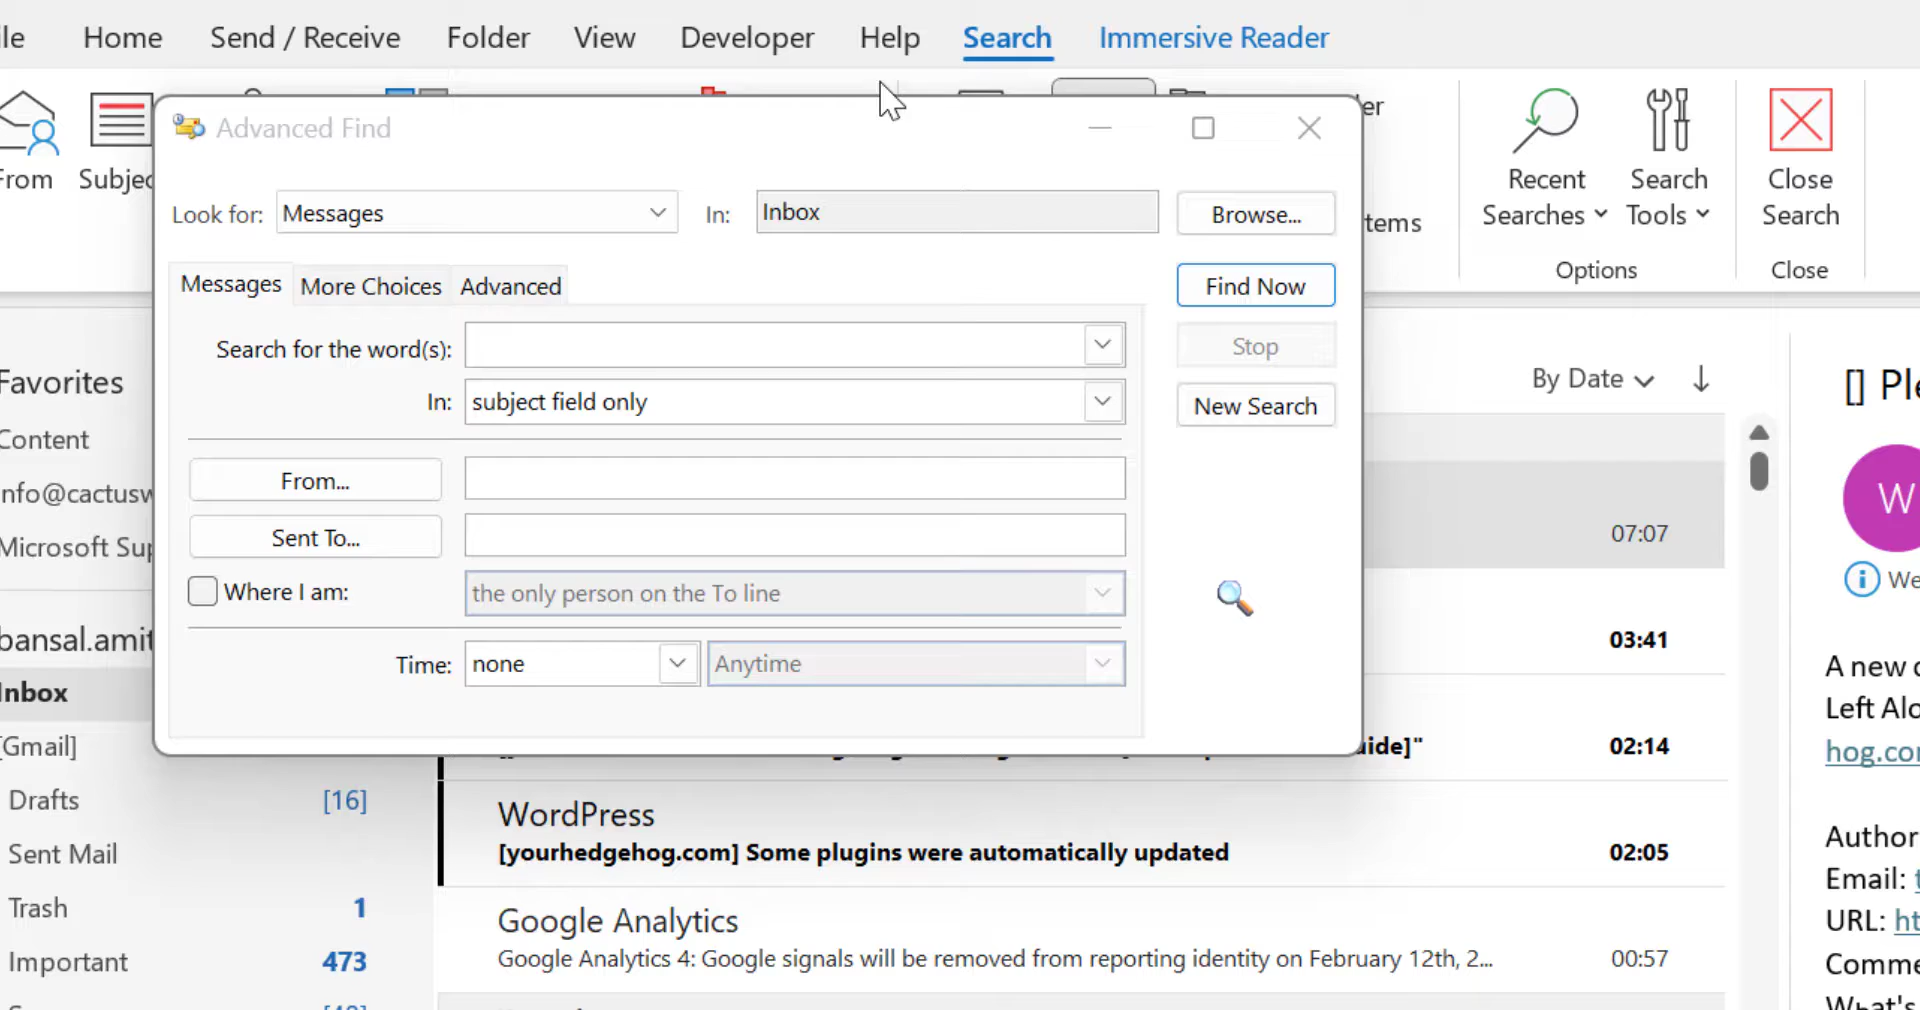 Home Send / Receive Folder View Developer Help Search Immersive Reader
From
Recent Searches
Search Tools
Close Search
Options
Close
Advanced Find
Look for: Messages
In: Inbox
Browse...
Messages More Choices Advanced
Find Now
Search for the word(s):
Stop
In: subject field only
New Search
From...
Sent To...
Where I am: the only person on the To line
Time: none Anytime
Favorites
Content
Microsoft
Inbox
[Gmail]
Drafts [16]
Sent Mail
Trash 1
Important 473
By Date
07:07
03:41
02:14
WordPress
[yourhedgehog.com] Some plugins were automatically updated 02:05
Google Analytics
Google Analytics 4: Google signals will be removed from reporting identity on February 12th, 2... 00:57
[]
W
A new
Left
Author
Email:
URL:
What's